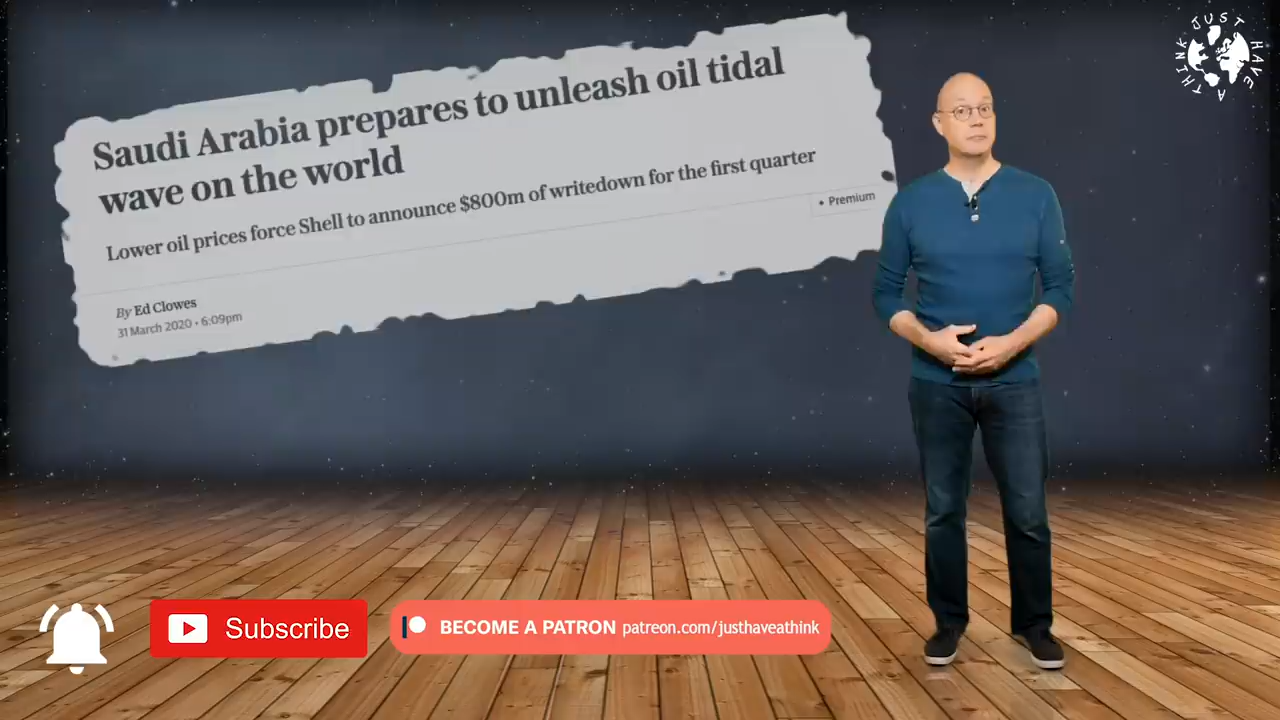 Saudi Arabia prepares to unleash oil tidal
wave on the world
Lower oil prices force Shell to announce $800m of writedown for the first quarter
Premium
By Ed Clowes
31 March 2020 • 6:09pm
JUST HAVE A THINK
Subscribe
BECOME A PATRON patreon.com/justhaveathink